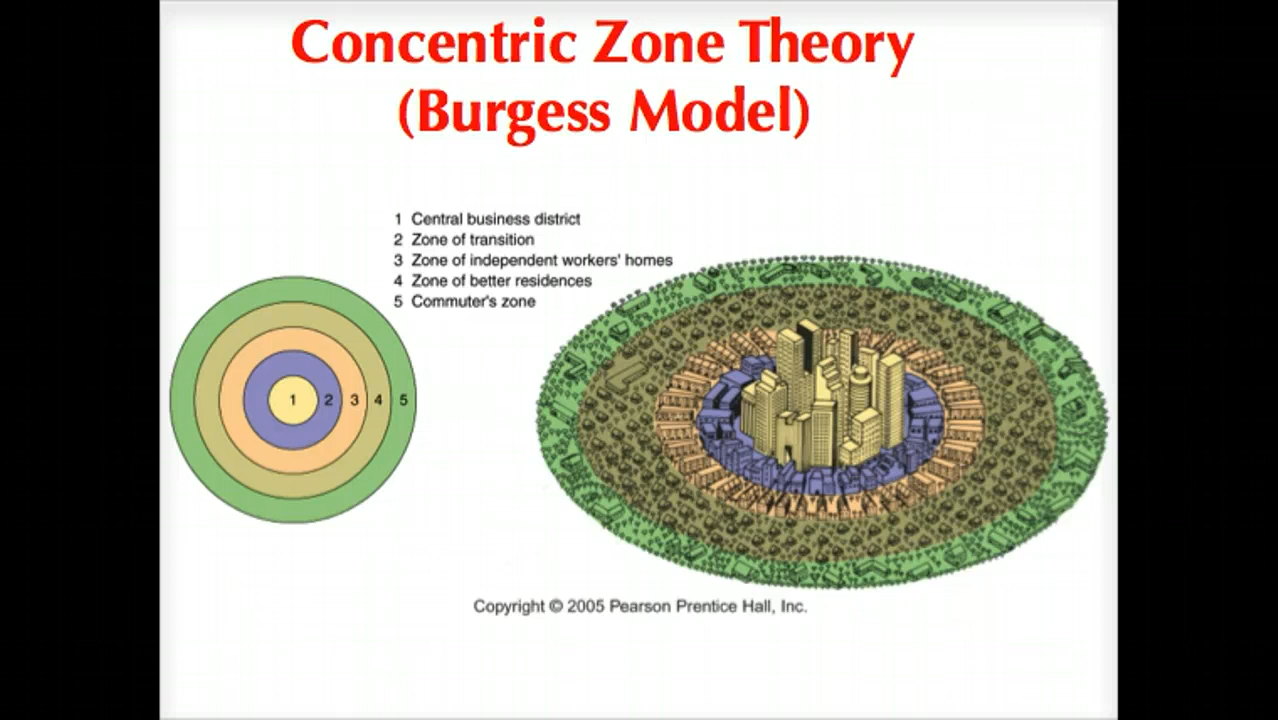 Concentric Zone Theory
(Burgess Model)
1 Central business district
2 Zone of transition
3 Zone of independent workers' homes
4 Zone of better residences
5 Commuter's zone
1 2 3 4 5
Copyright © 2005 Pearson Prentice Hall, Inc.